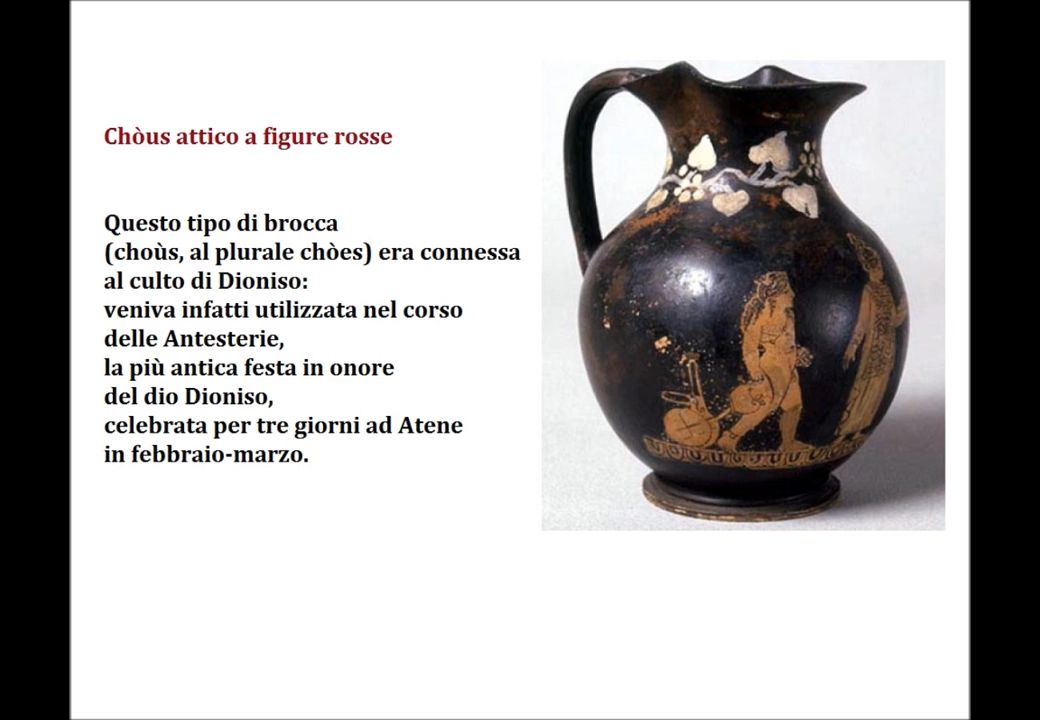 Chòus attico a figure rosse
Questo tipo di brocca
(choùs, al plurale chòes) era connessa
al culto di Dioniso:
veniva infatti utilizzata nel corso
delle Antesterie,
la più antica festa in onore
del dio Dioniso,
celebrata per tre giorni ad Atene
in febbraio-marzo.